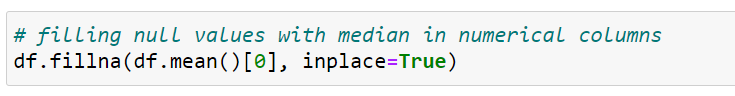 # filling null values with median in numerical columns
df.fillna(df.mean()[0], inplace=True)